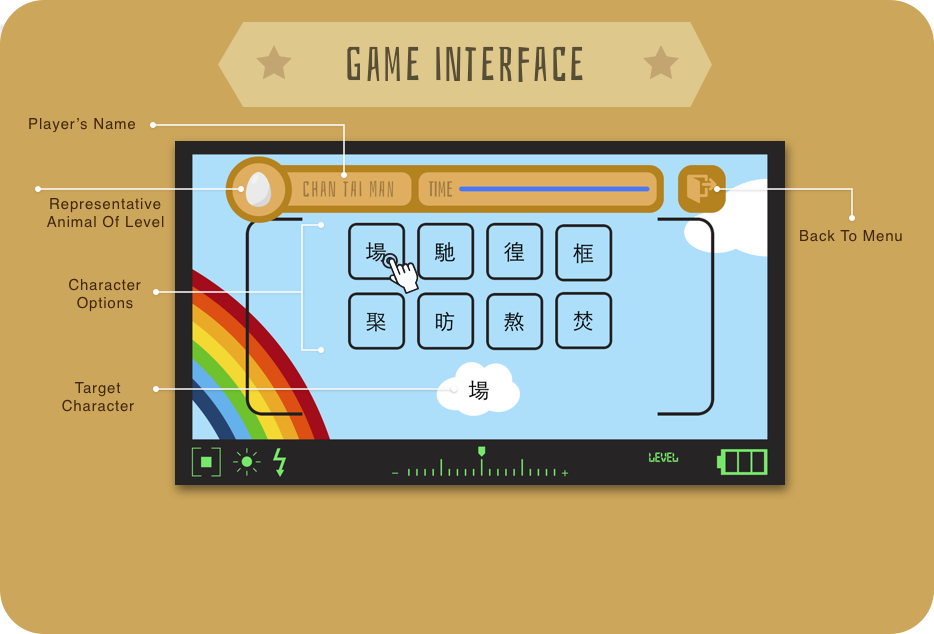 GAME INTERFACE
Player's Name
CHAN TAI MAN
TIME
Representative
Animal Of Level
Back To Menu
Character
Options
場 馳 徨 框
棸 昉 熬 焚
Target
Character
場
LEVEL
− +